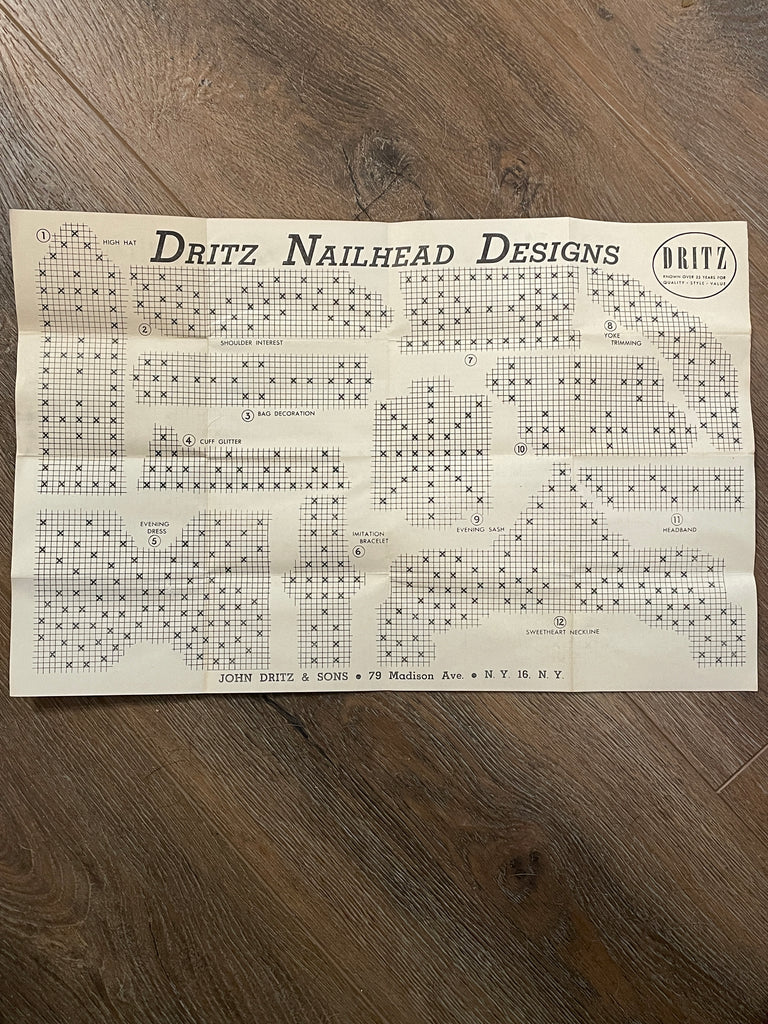 DRITZ NAILHEAD DESIGNS
DRITZ
KNOWN OVER 25 YEARS FOR
QUALITY · STYLE · VALUE
1
HIGH HAT
2
SHOULDER INTEREST
3 BAG DECORATION
4 CUFF GLITTER
EVENING
DRESS
5
IMITATION
BRACELET
6
7
8
YOKE
TRIMMING
9
EVENING SASH
10
11
HEADBAND
12
SWEETHEART NECKLINE
JOHN DRITZ & SONS • 79 Madison Ave. • N. Y. 16, N. Y.